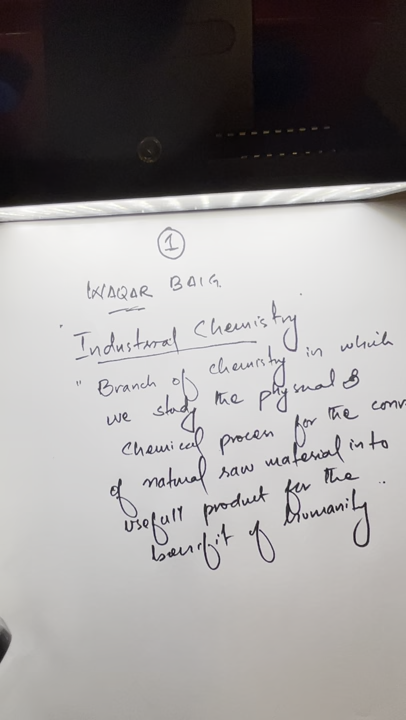 1
WAQAR BAIG
Industrial Chemistry
" Branch of chemistry in which
we study the physical &
chemical process for the conv
of natural raw material into
usefull product for the
benifit of humanity "